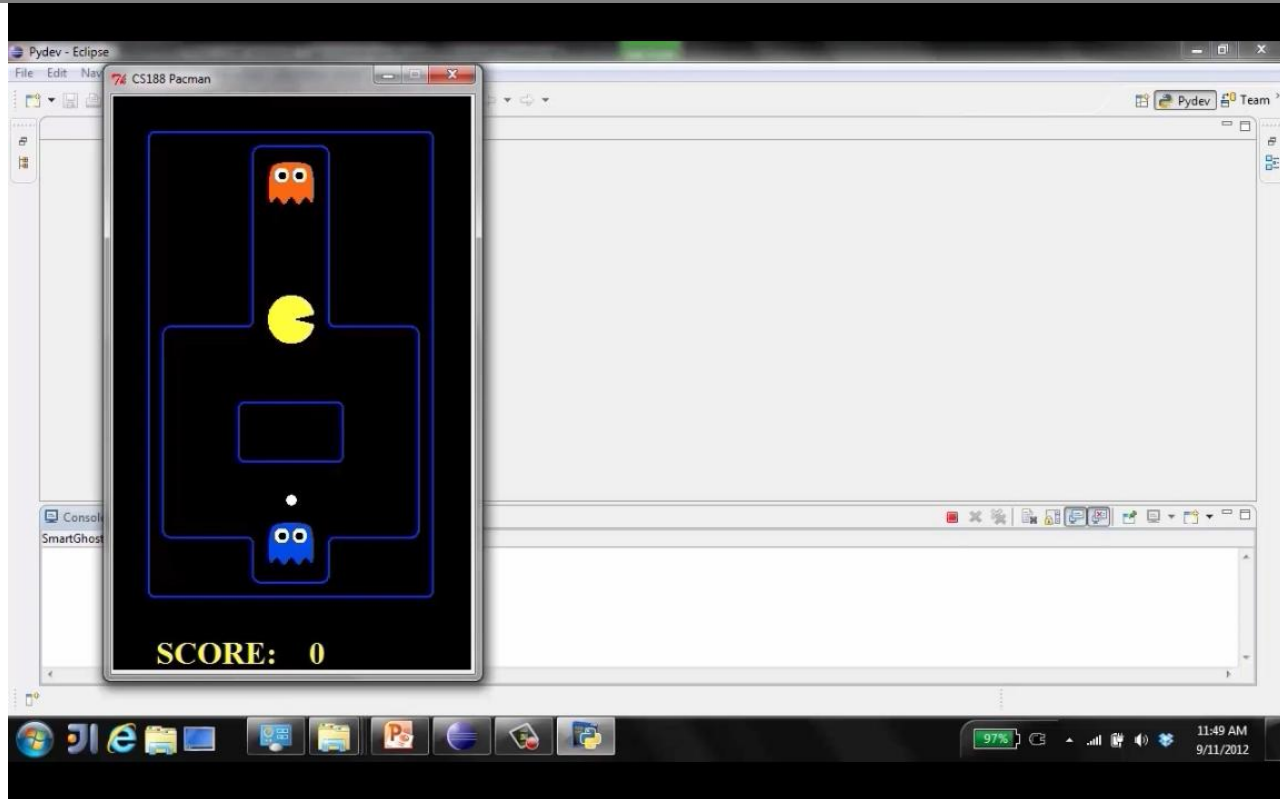 Pydev - Eclipse
File Edit Nav
CS188 Pacman
Pydev
Team
Consol
SmartGhost
SCORE: 0
97%
11:49 AM
9/11/2012